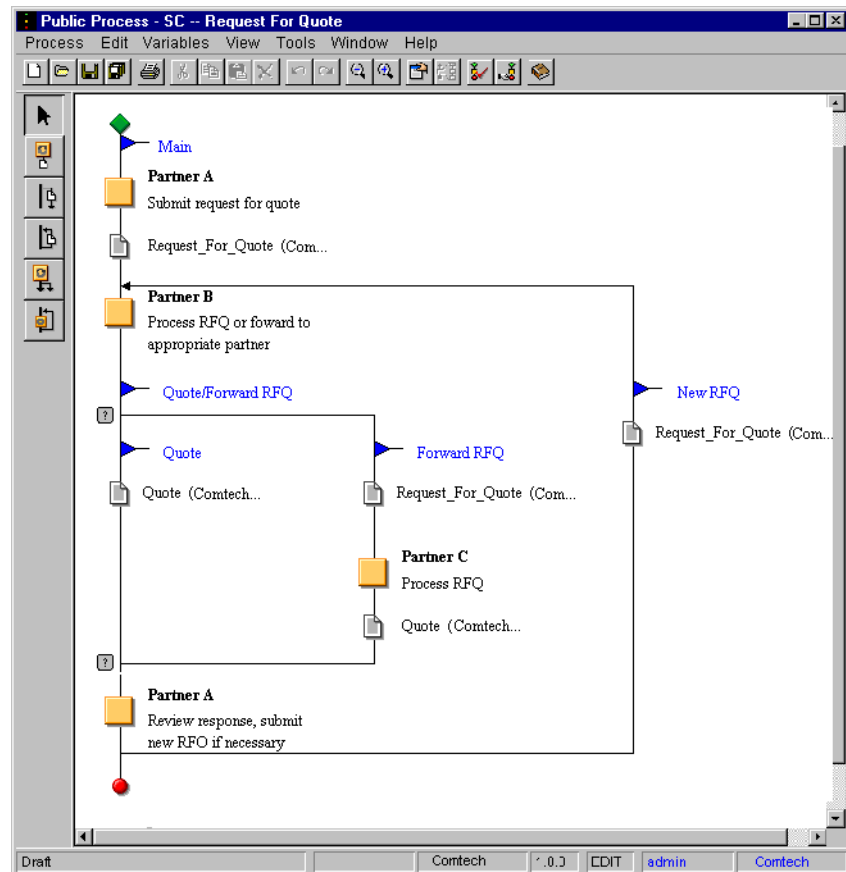 Public Process - SC -- Request For Quote
Process Edit Variables View Tools Window Help
Main
Partner A
Submit request for quote
Request_For_Quote (Com...
Partner B
Process RFQ or foward to
appropriate partner
Quote/Forward RFQ
New RFQ
?
Request_For_Quote (Com...
Quote
Forward RFQ
Quote (Comtech...
Request_For_Quote (Com...
Partner C
Process RFQ
Quote (Comtech...
?
Partner A
Review response, submit
new RFO if necessary
Draft Comtech EDIT admin Comtech